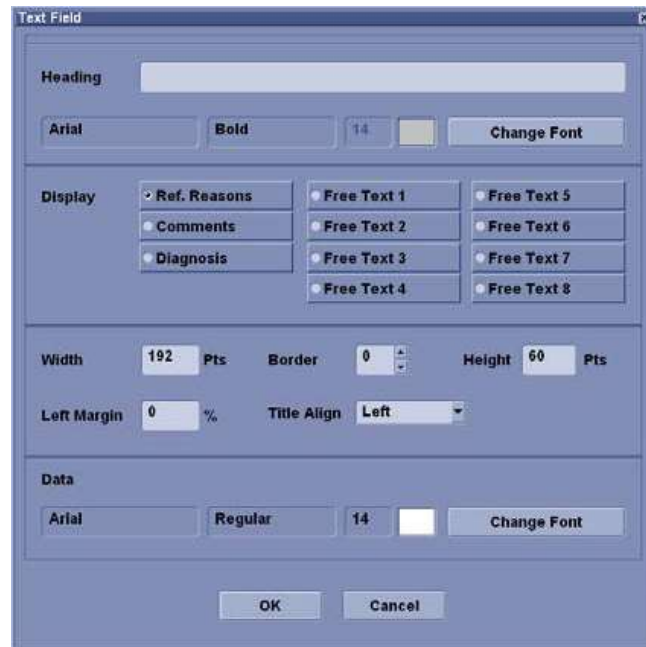 Text Field
Heading
Arial Bold 14 Change Font
Display Ref. Reasons Free Text 1 Free Text 5
Comments Free Text 2 Free Text 6
Diagnosis Free Text 3 Free Text 7
Free Text 4 Free Text 8
Width 192 Pts Border 0 Height 60 Pts
Left Margin 0 % Title Align Left
Data
Arial Regular 14 Change Font
OK Cancel